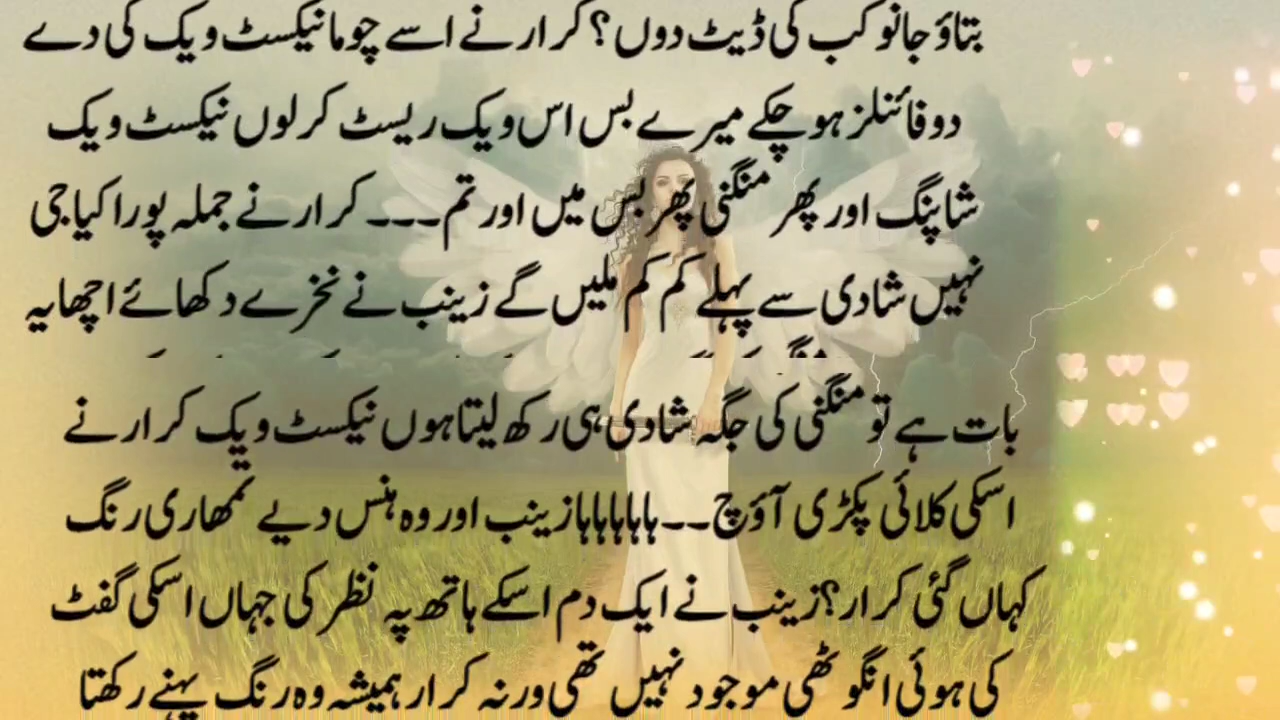 بتاؤ جانو کب کی ڈیٹ دوں؟ کرار نے اسے چوما نیکسٹ ویک کی دے
دو فائنلز ہو چکے میرے بس اس ویک ریسٹ کر لوں نیکسٹ ویک
شاپنگ اور پھر منگنی پھر بس میں اور تم۔۔۔ کرار نے جملہ پورا کیا جی
نہیں شادی سے پہلے کم کم ملیں گے زینب نے نخرے دکھائے اچھا یہ
بات ہے تو منگنی کی جگہ شادی ہی رکھ لیتا ہوں نیکسٹ ویک کرار نے
اسکی کلائی پکڑی آؤچ۔۔ہاہاہاہاہا زینب اور وہ ہنس دیے تمھاری رنگ
کہاں گئی کرار؟ زینب نے ایک دم اسکے ہاتھ پہ نظر کی جہاں اسکی گفٹ
کی ہوئی انگوٹھی موجود نہیں تھی ورنہ کرار ہمیشہ وہ رنگ پہنے رکھتا